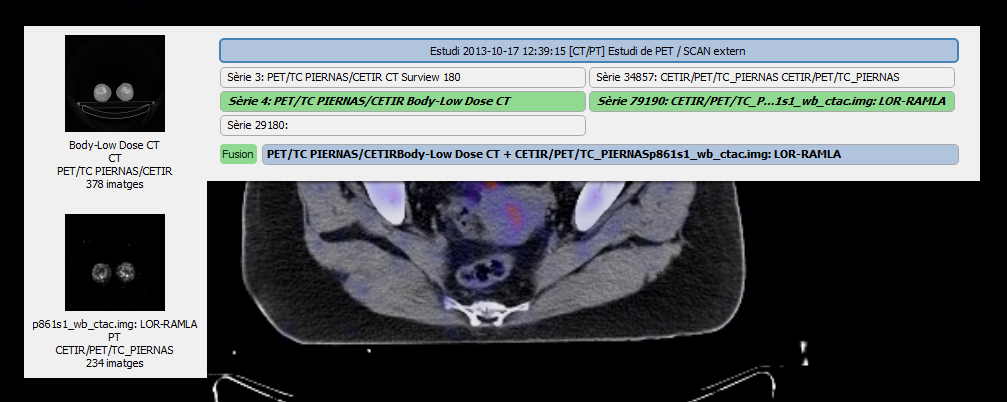 Estudi 2013-10-17 12:39:15 [CT/PT] Estudi de PET / SCAN extern
Sèrie 3: PET/TC PIERNAS/CETIR CT Surview 180
Sèrie 34857: CETIR/PET/TC_PIERNAS CETIR/PET/TC_PIERNAS
Sèrie 4: PET/TC PIERNAS/CETIR Body-Low Dose CT
Sèrie 79190: CETIR/PET/TC_P...1s1_wb_ctac.img: LOR-RAMLA
Sèrie 29180:
Fusion
PET/TC PIERNAS/CETIRBody-Low Dose CT + CETIR/PET/TC_PIERNASp861s1_wb_ctac.img: LOR-RAMLA
Body-Low Dose CT
CT
PET/TC PIERNAS/CETIR
378 imatges
p861s1_wb_ctac.img: LOR-RAMLA
PT
CETIR/PET/TC_PIERNAS
234 imatges